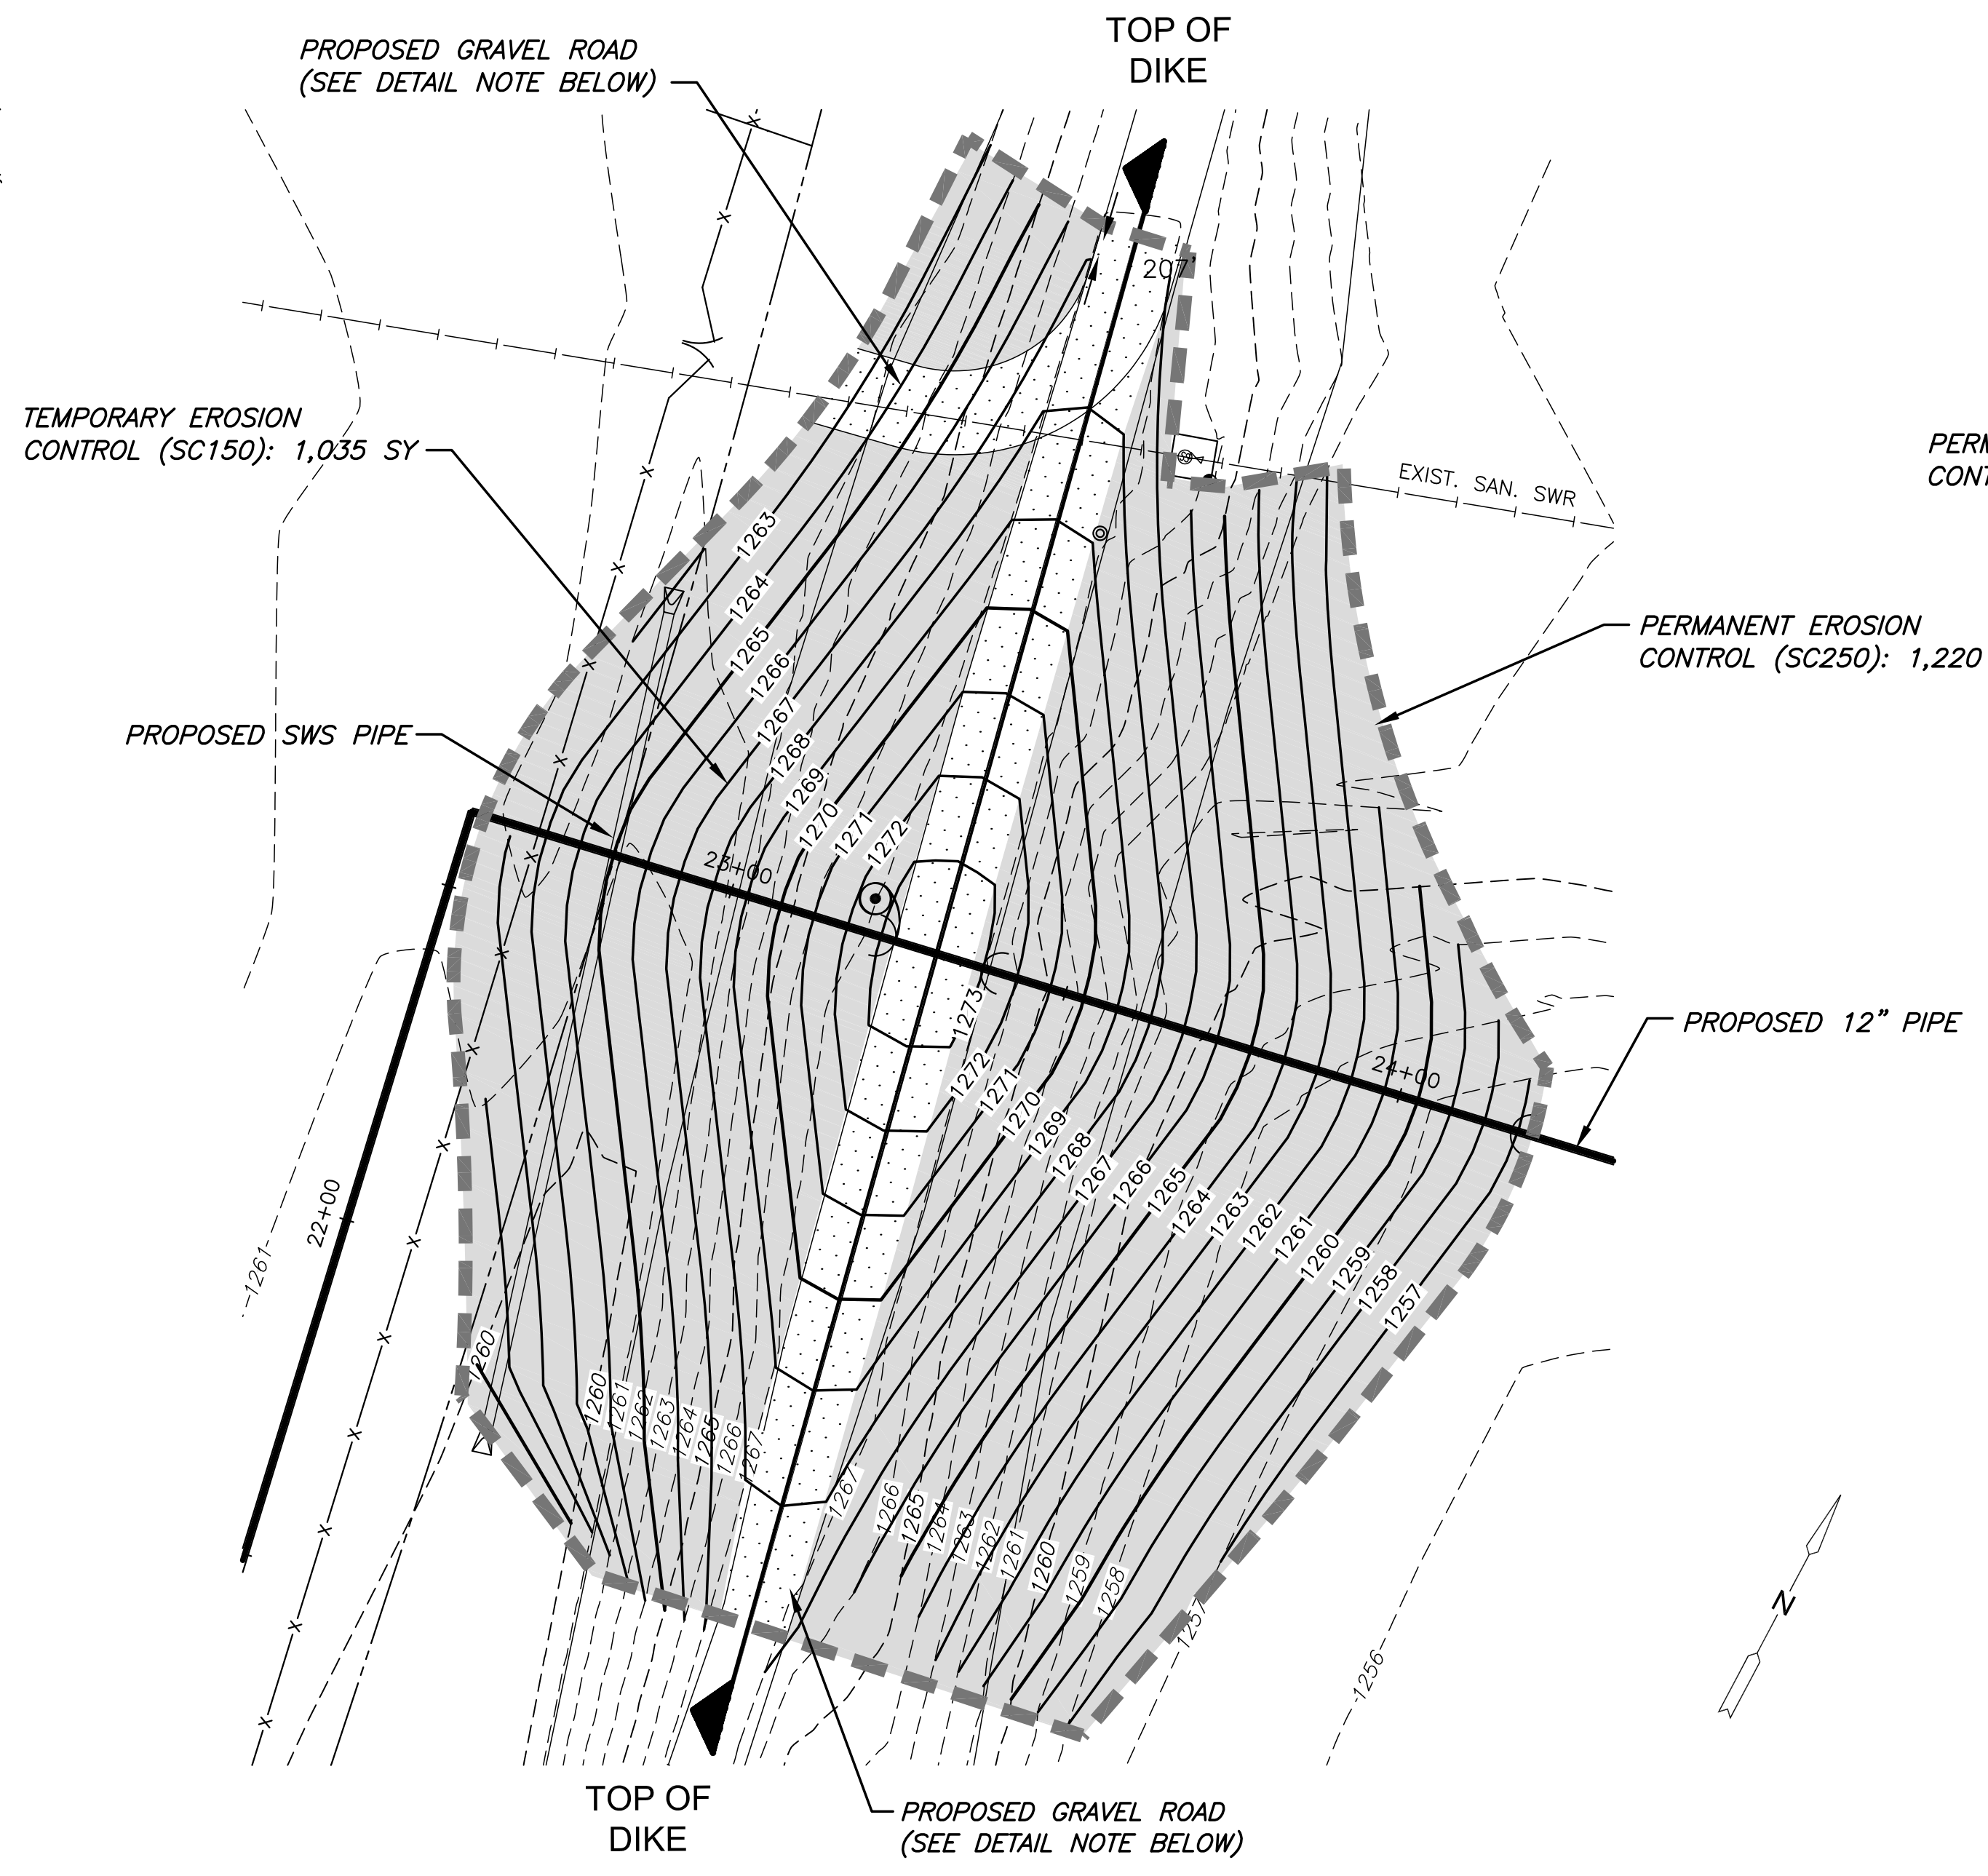 TOP OF
DIKE
PROPOSED GRAVEL ROAD
(SEE DETAIL NOTE BELOW)
207'
TEMPORARY EROSION
CONTROL (SC150): 1,035 SY
EXIST. SAN. SWR
PERM
CONT
PERMANENT EROSION
CONTROL (SC250): 1,220
PROPOSED SWS PIPE
1263
1264
1265
1266
1267
1268
1269
1270
1271
1272
23+00
1273
PROPOSED 12" PIPE
24+00
22+00
1261
1272
1271
1270
1269
1268
1267
1266
1265
1264
1263
1262
1261
1260
1259
1258
1257
1260
1260
1261
1262
1263
1264
1265
1266
1267
1267
1266
1265
1264
1263
1262
1261
1260
1259
1258
1257
1256
N
TOP OF
DIKE
PROPOSED GRAVEL ROAD
(SEE DETAIL NOTE BELOW)